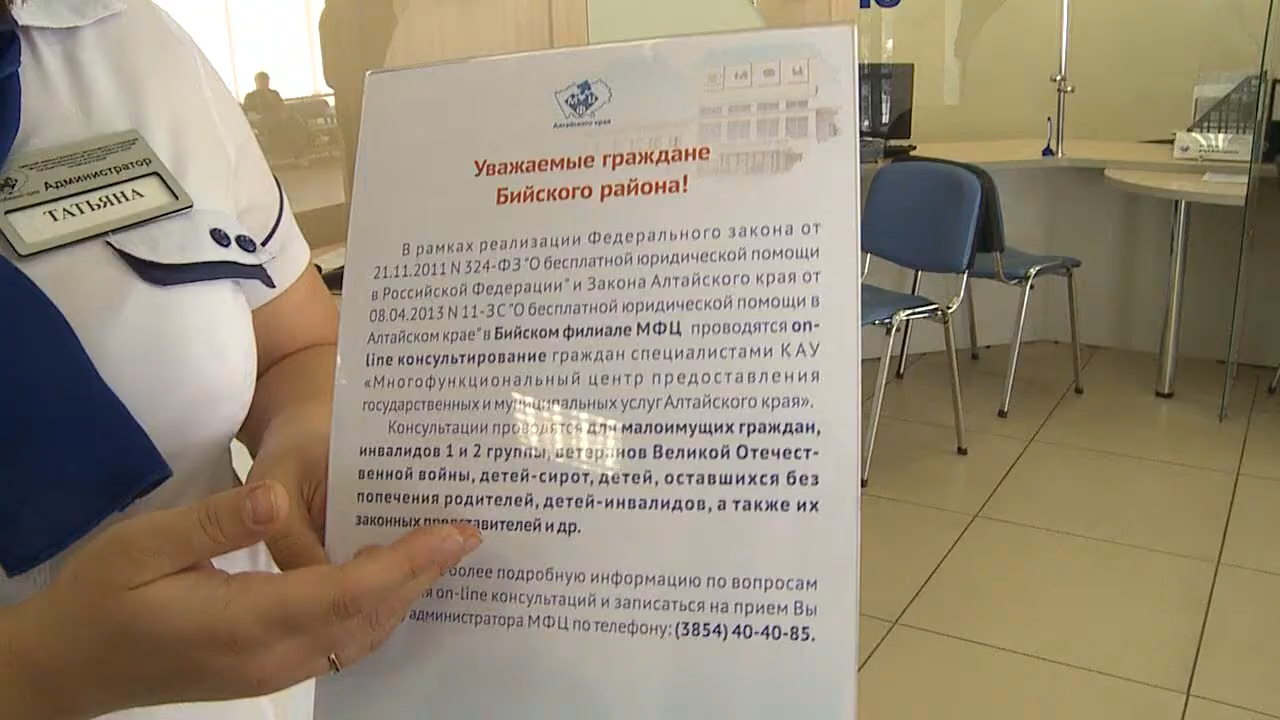 Администратор
ТАТЬЯНА
МФЦ
Алтайского края
Уважаемые граждане
Бийского района!
В рамках реализации Федерального закона от
21.11.2011 N 324-ФЗ "О бесплатной юридической помощи
в Российской Федерации" и Закона Алтайского края от
08.04.2013 N 11-ЗС "О бесплатной юридической помощи в
Алтайском крае" в Бийском филиале МФЦ проводятся on-
line консультирование граждан специалистами КАУ
«Многофункциональный центр предоставления
государственных и муниципальных услуг Алтайского края».
Консультации проводятся для малоимущих граждан,
инвалидов 1 и 2 группы, ветеранов Великой Отечест-
венной войны, детей-сирот, детей, оставшихся без
попечения родителей, детей-инвалидов, а также их
законных представителей и др.
более подробную информацию по вопросам
on-line консультаций и записаться на прием Вы
администратора МФЦ по телефону: (3854) 40-40-85.